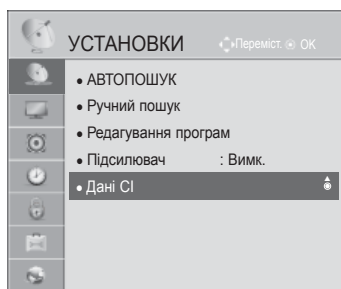 УСТАНОВКИ Переміст. OK
• АВТОПОШУК
• Ручний пошук
• Редагування програм
• Підсилювач : Вимк.
• Дані CI